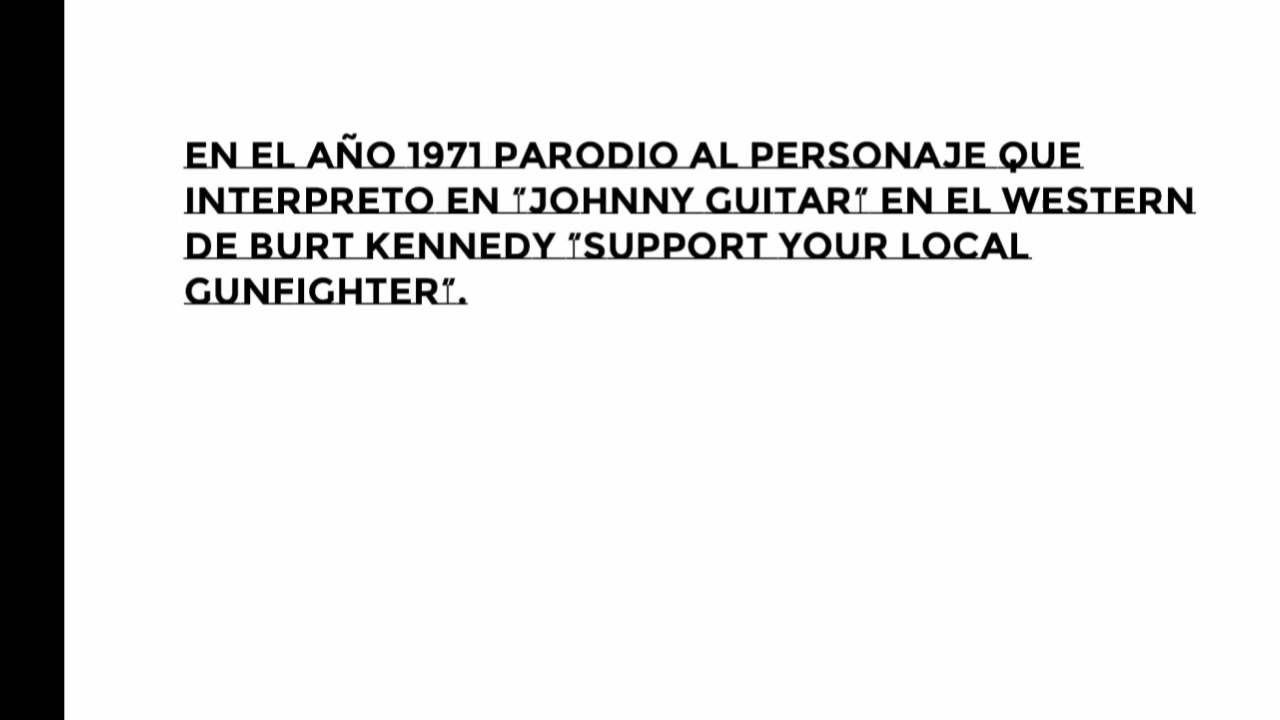 EN EL AÑO 1971 PARODIO AL PERSONAJE QUE
INTERPRETO EN "JOHNNY GUITAR" EN EL WESTERN
DE BURT KENNEDY "SUPPORT YOUR LOCAL
GUNFIGHTER".